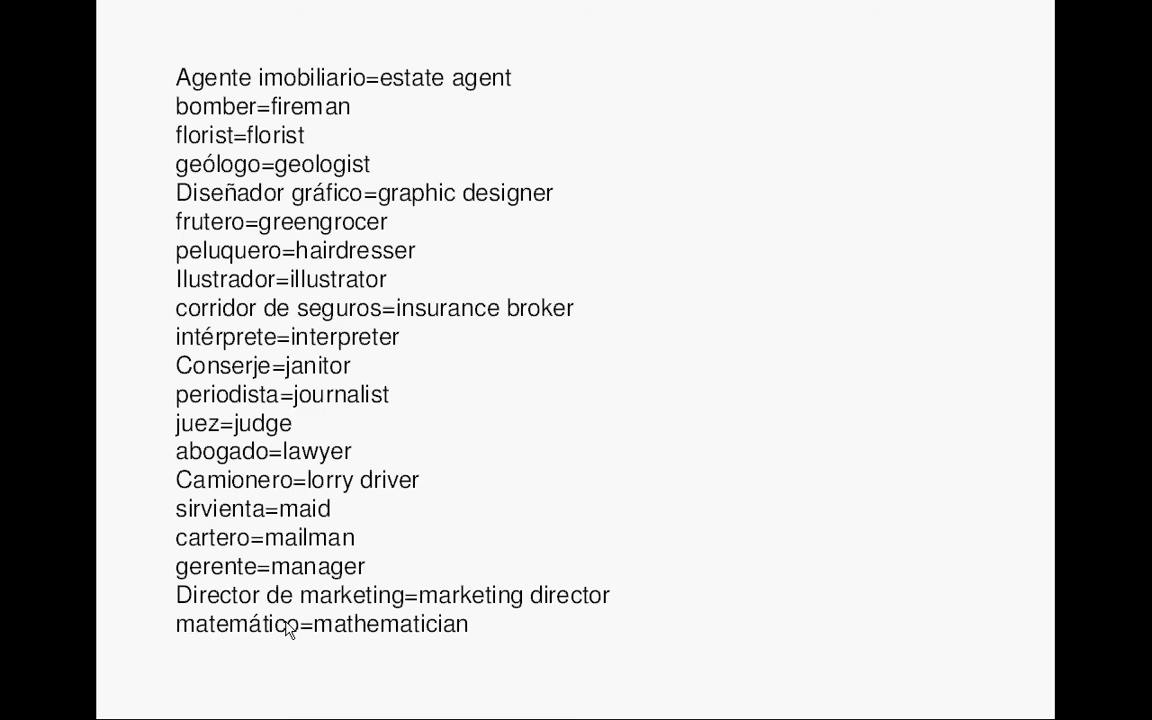 Agente imobiliario=estate agent
bomber=fireman
florist=florist
geólogo=geologist
Diseñador gráfico=graphic designer
frutero=greengrocer
peluquero=hairdresser
Ilustrador=illustrator
corridor de seguros=insurance broker
intérprete=interpreter
Conserje=janitor
periodista=journalist
juez=judge
abogado=lawyer
Camionero=lorry driver
sirvienta=maid
cartero=mailman
gerente=manager
Director de marketing=marketing director
matemático=mathematician